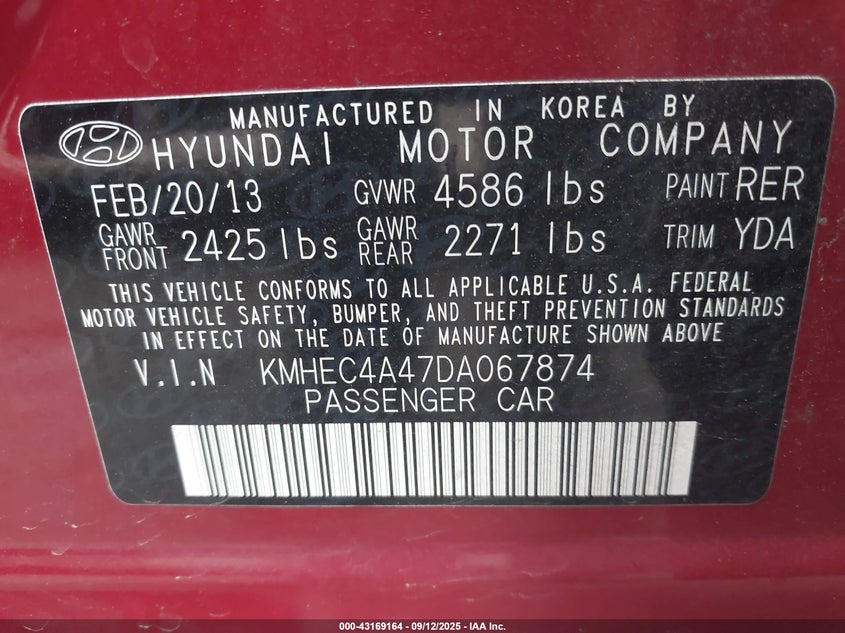 MANUFACTURED IN KOREA BY
HYUNDAI MOTOR COMPANY
FEB/20/13 GVWR 4586 lbs PAINT RER
GAWR FRONT 2425 lbs GAWR REAR 2271 lbs TRIM YDA
THIS VEHICLE CONFORMS TO ALL APPLICABLE U.S.A. FEDERAL
MOTOR VEHICLE SAFETY, BUMPER, AND THEFT PREVENTION STANDARDS
IN EFFECT ON THE DATE OF MANUFACTURE SHOWN ABOVE
V.I.N KMHEC4A47DA067874
PASSENGER CAR
000-43169164 - 09/12/2025 - IAA Inc.